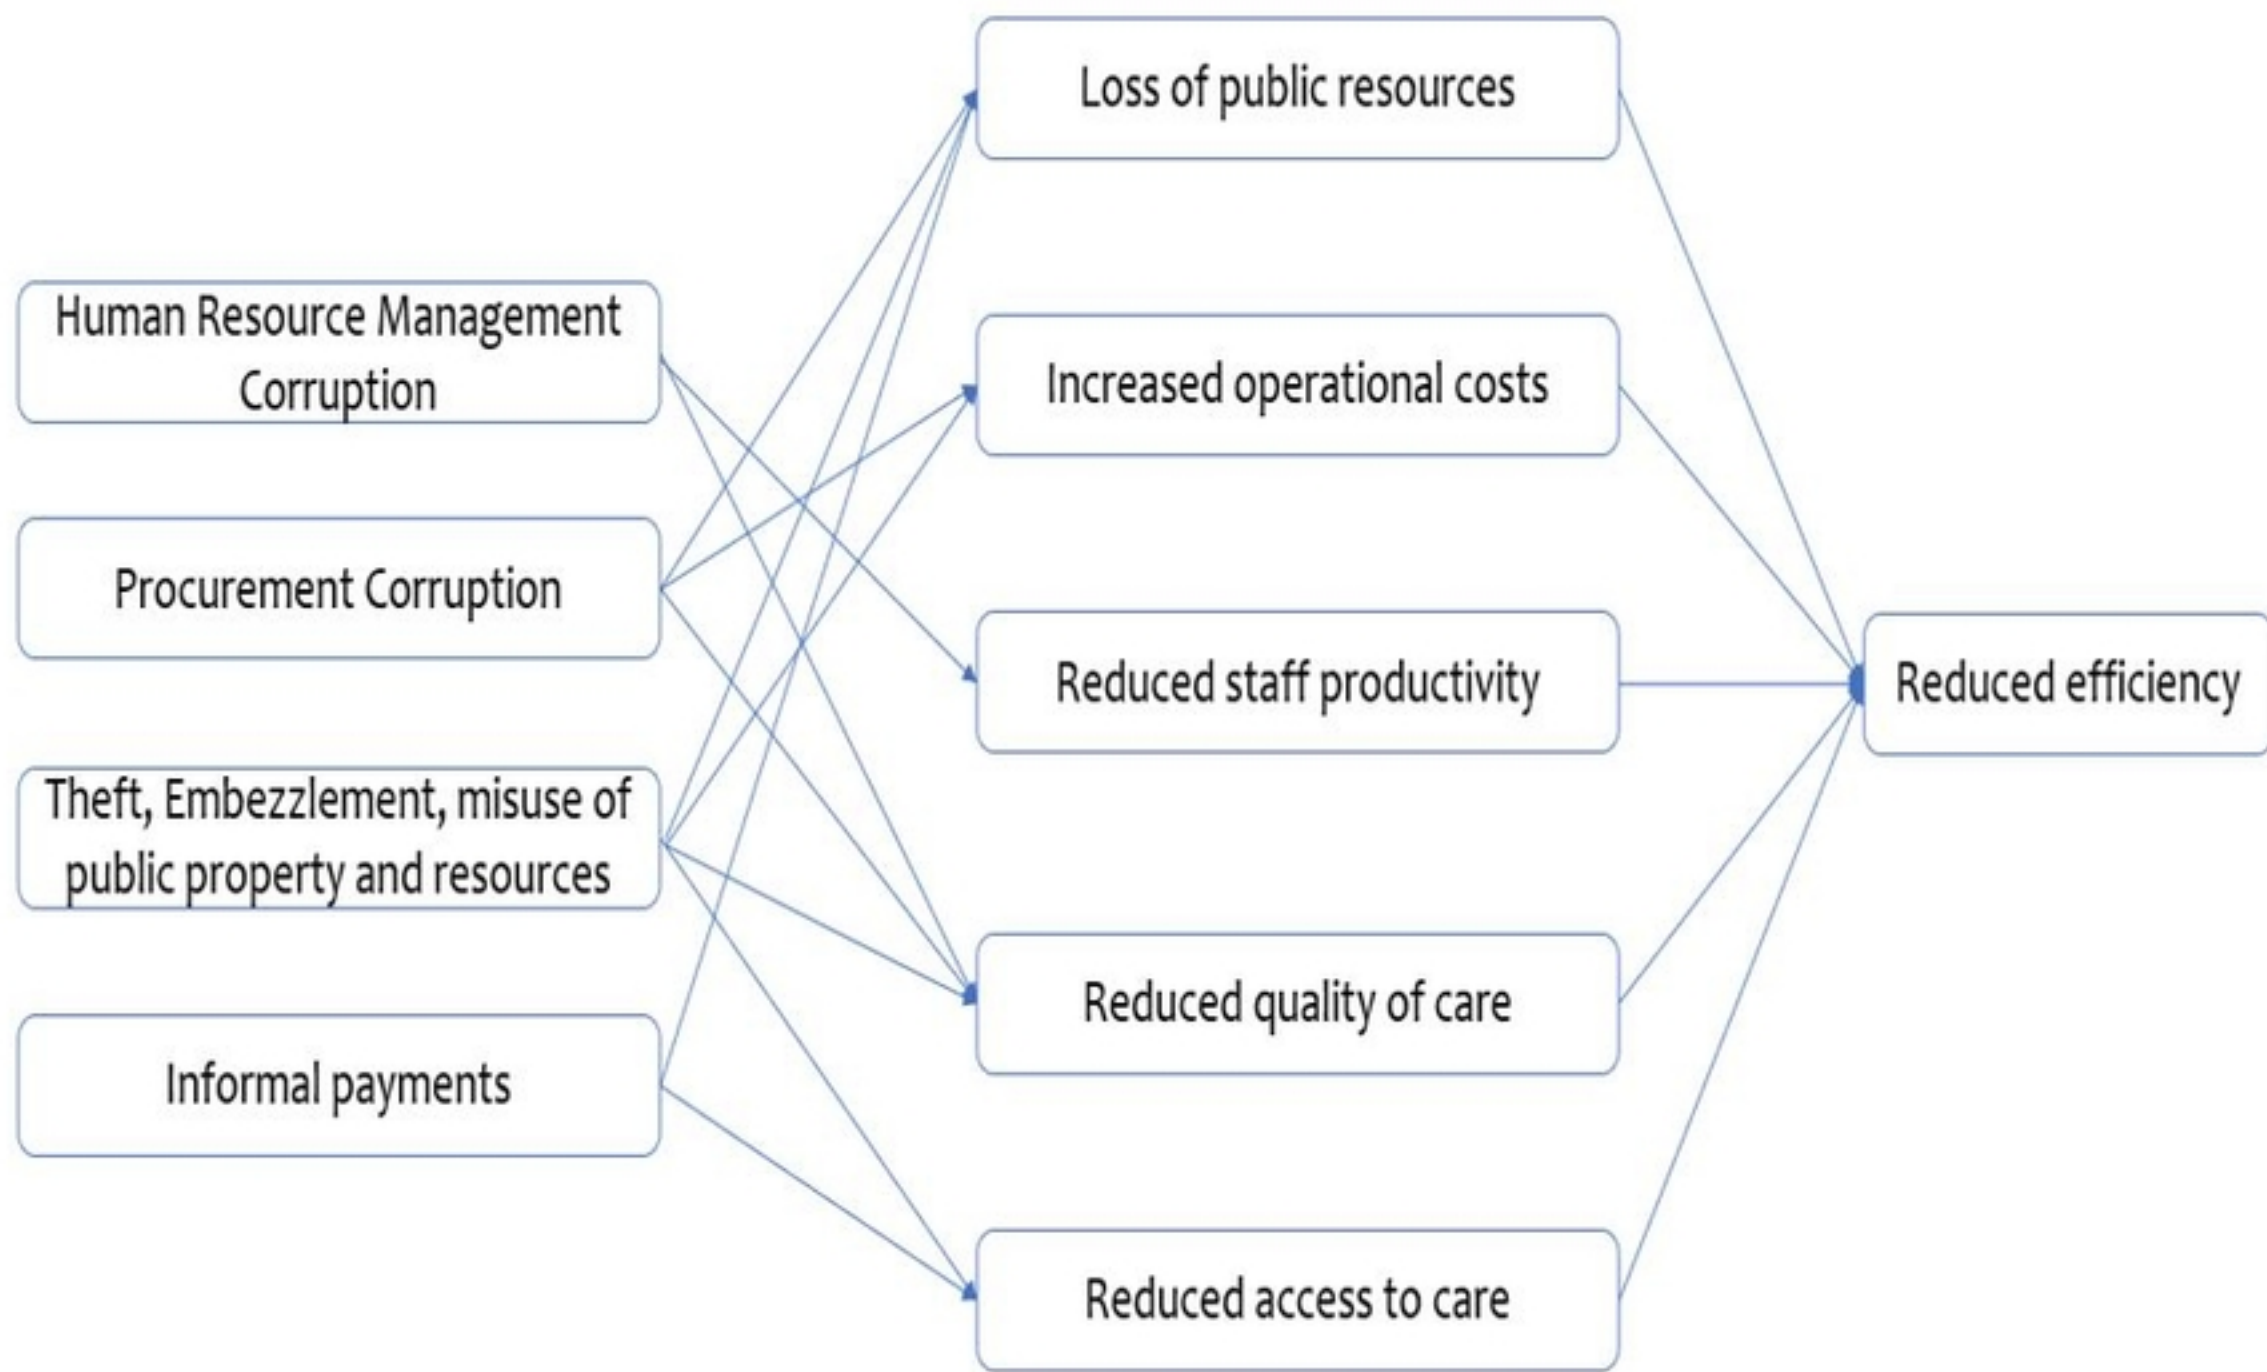 Human Resource Management
Corruption
Procurement Corruption
Theft, Embezzlement, misuse of
public property and resources
Informal payments
Loss of public resources
Increased operational costs
Reduced staff productivity
Reduced quality of care
Reduced access to care
Reduced efficiency